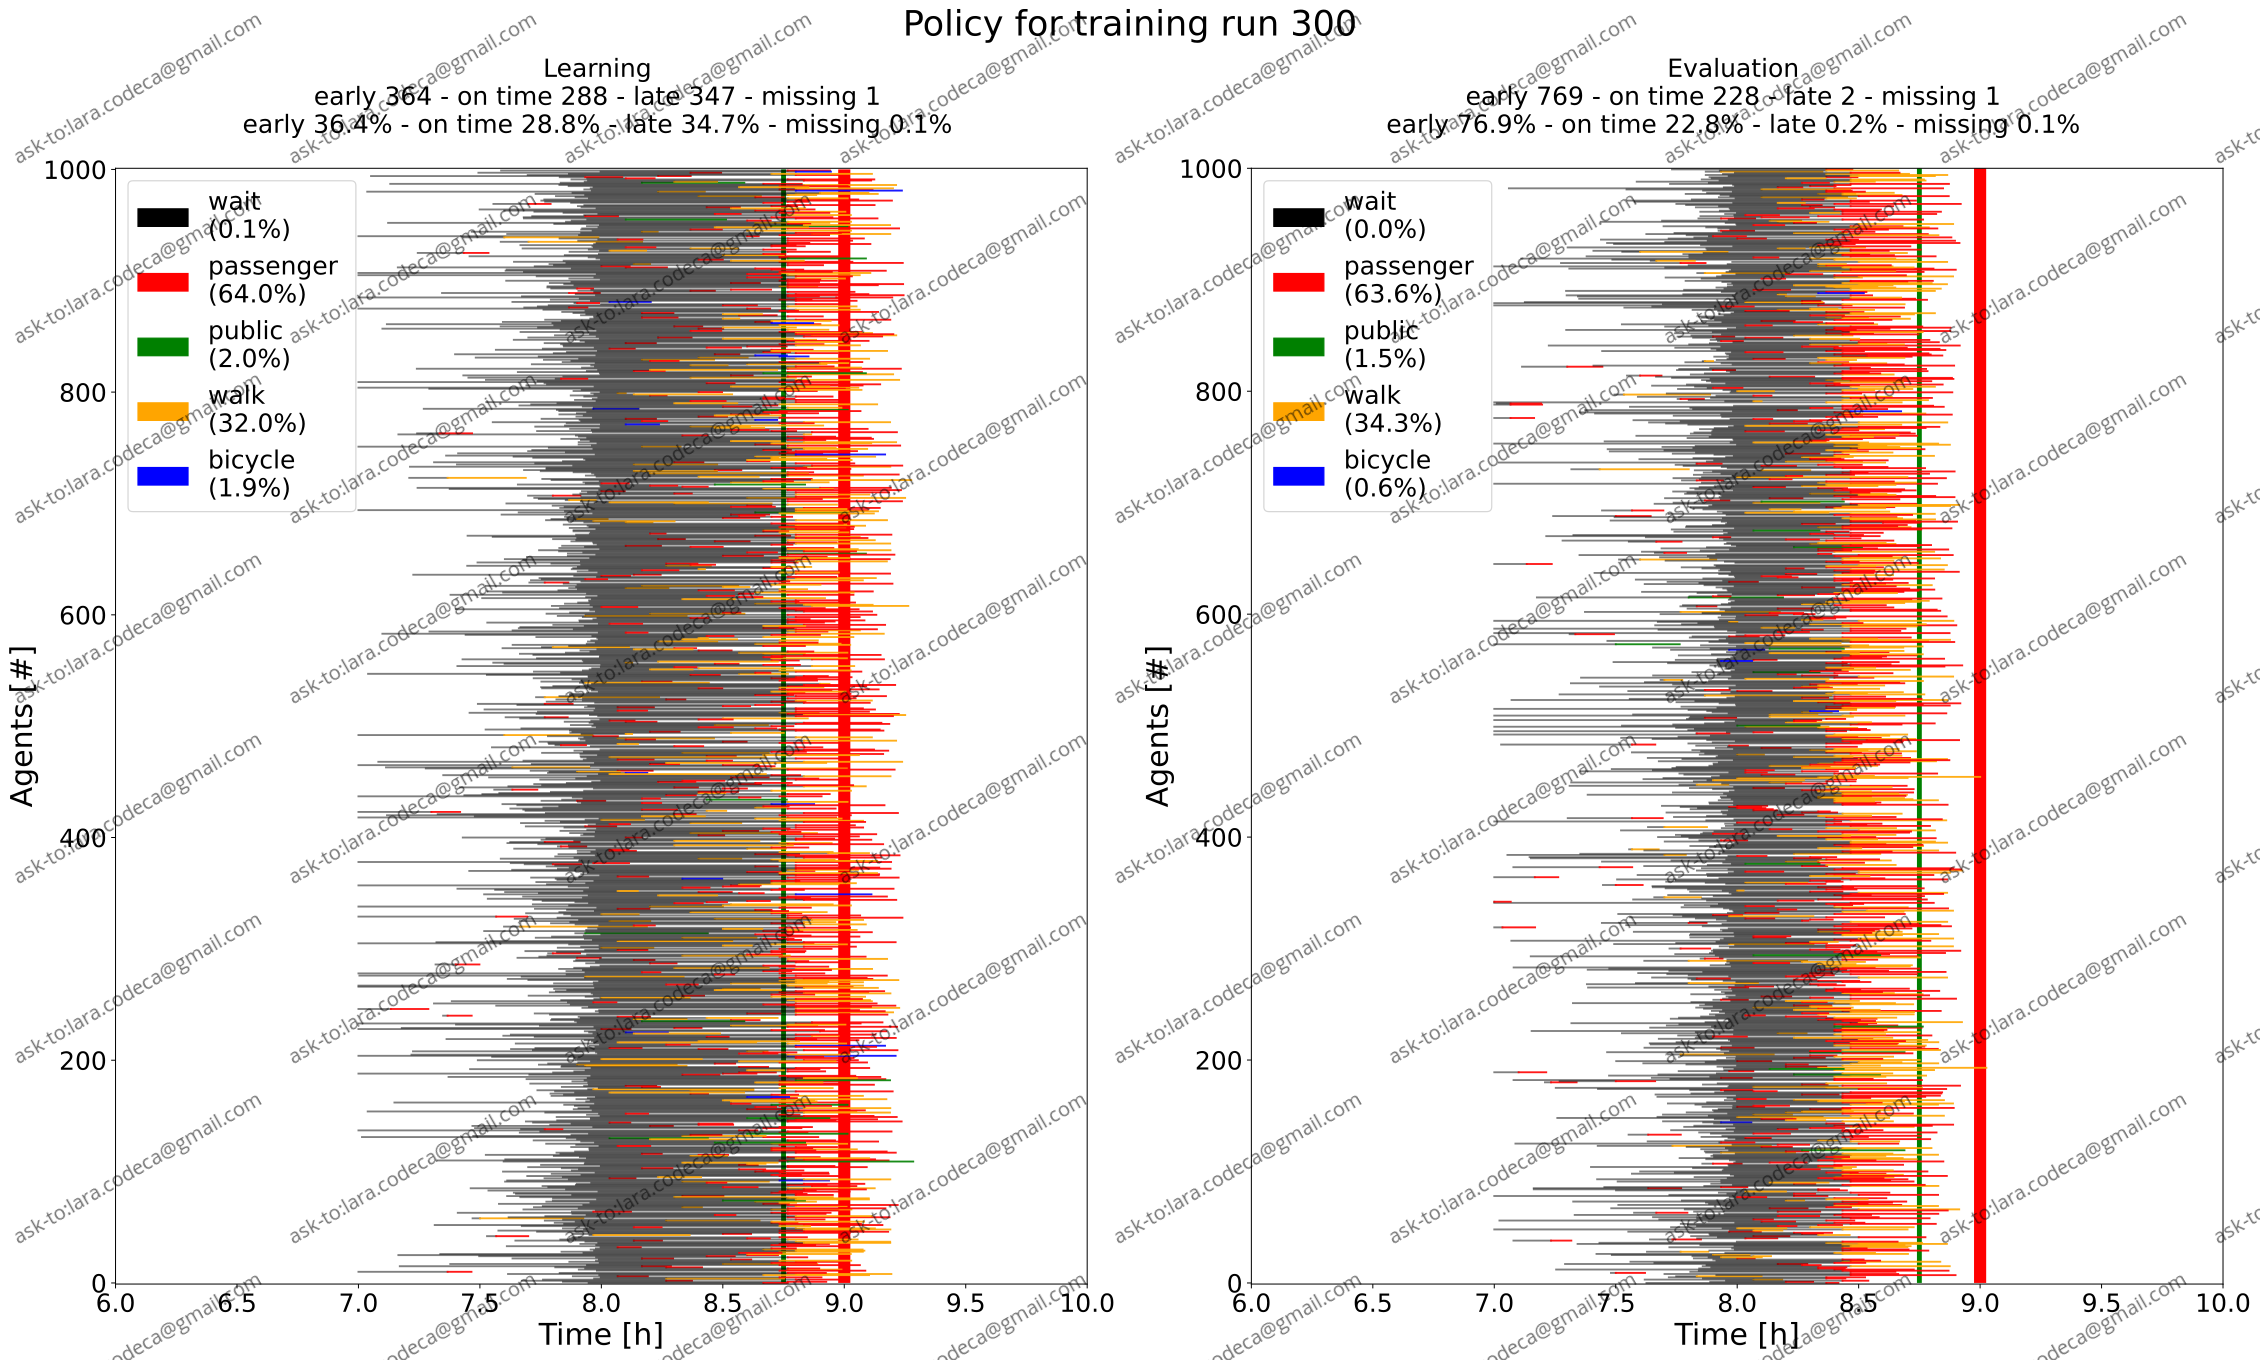 Policy for training run 300
Learning
early 364 - on time 288 - late 347 - missing 1
early 36.4% - on time 28.8% - late 34.7% - missing 0.1%
Evaluation
early 769 - on time 228 - late 2 - missing 1
early 76.9% - on time 22.8% - late 0.2% - missing 0.1%
wait
(0.1%)
passenger
(64.0%)
public
(2.0%)
walk
(32.0%)
bicycle
(1.9%)
Agents [#]
1000
800
600
400
200
0
6.0 6.5 7.0 7.5 8.0 8.5 9.0 9.5 10.0
Time [h]
wait
(0.0%)
passenger
(63.6%)
public
(1.5%)
walk
(34.3%)
bicycle
(0.6%)
Agents [#]
1000
800
600
400
200
0
6.0 6.5 7.0 7.5 8.0 8.5 9.0 9.5 10.0
Time [h]
ask-to:lara.codeca@gmail.com